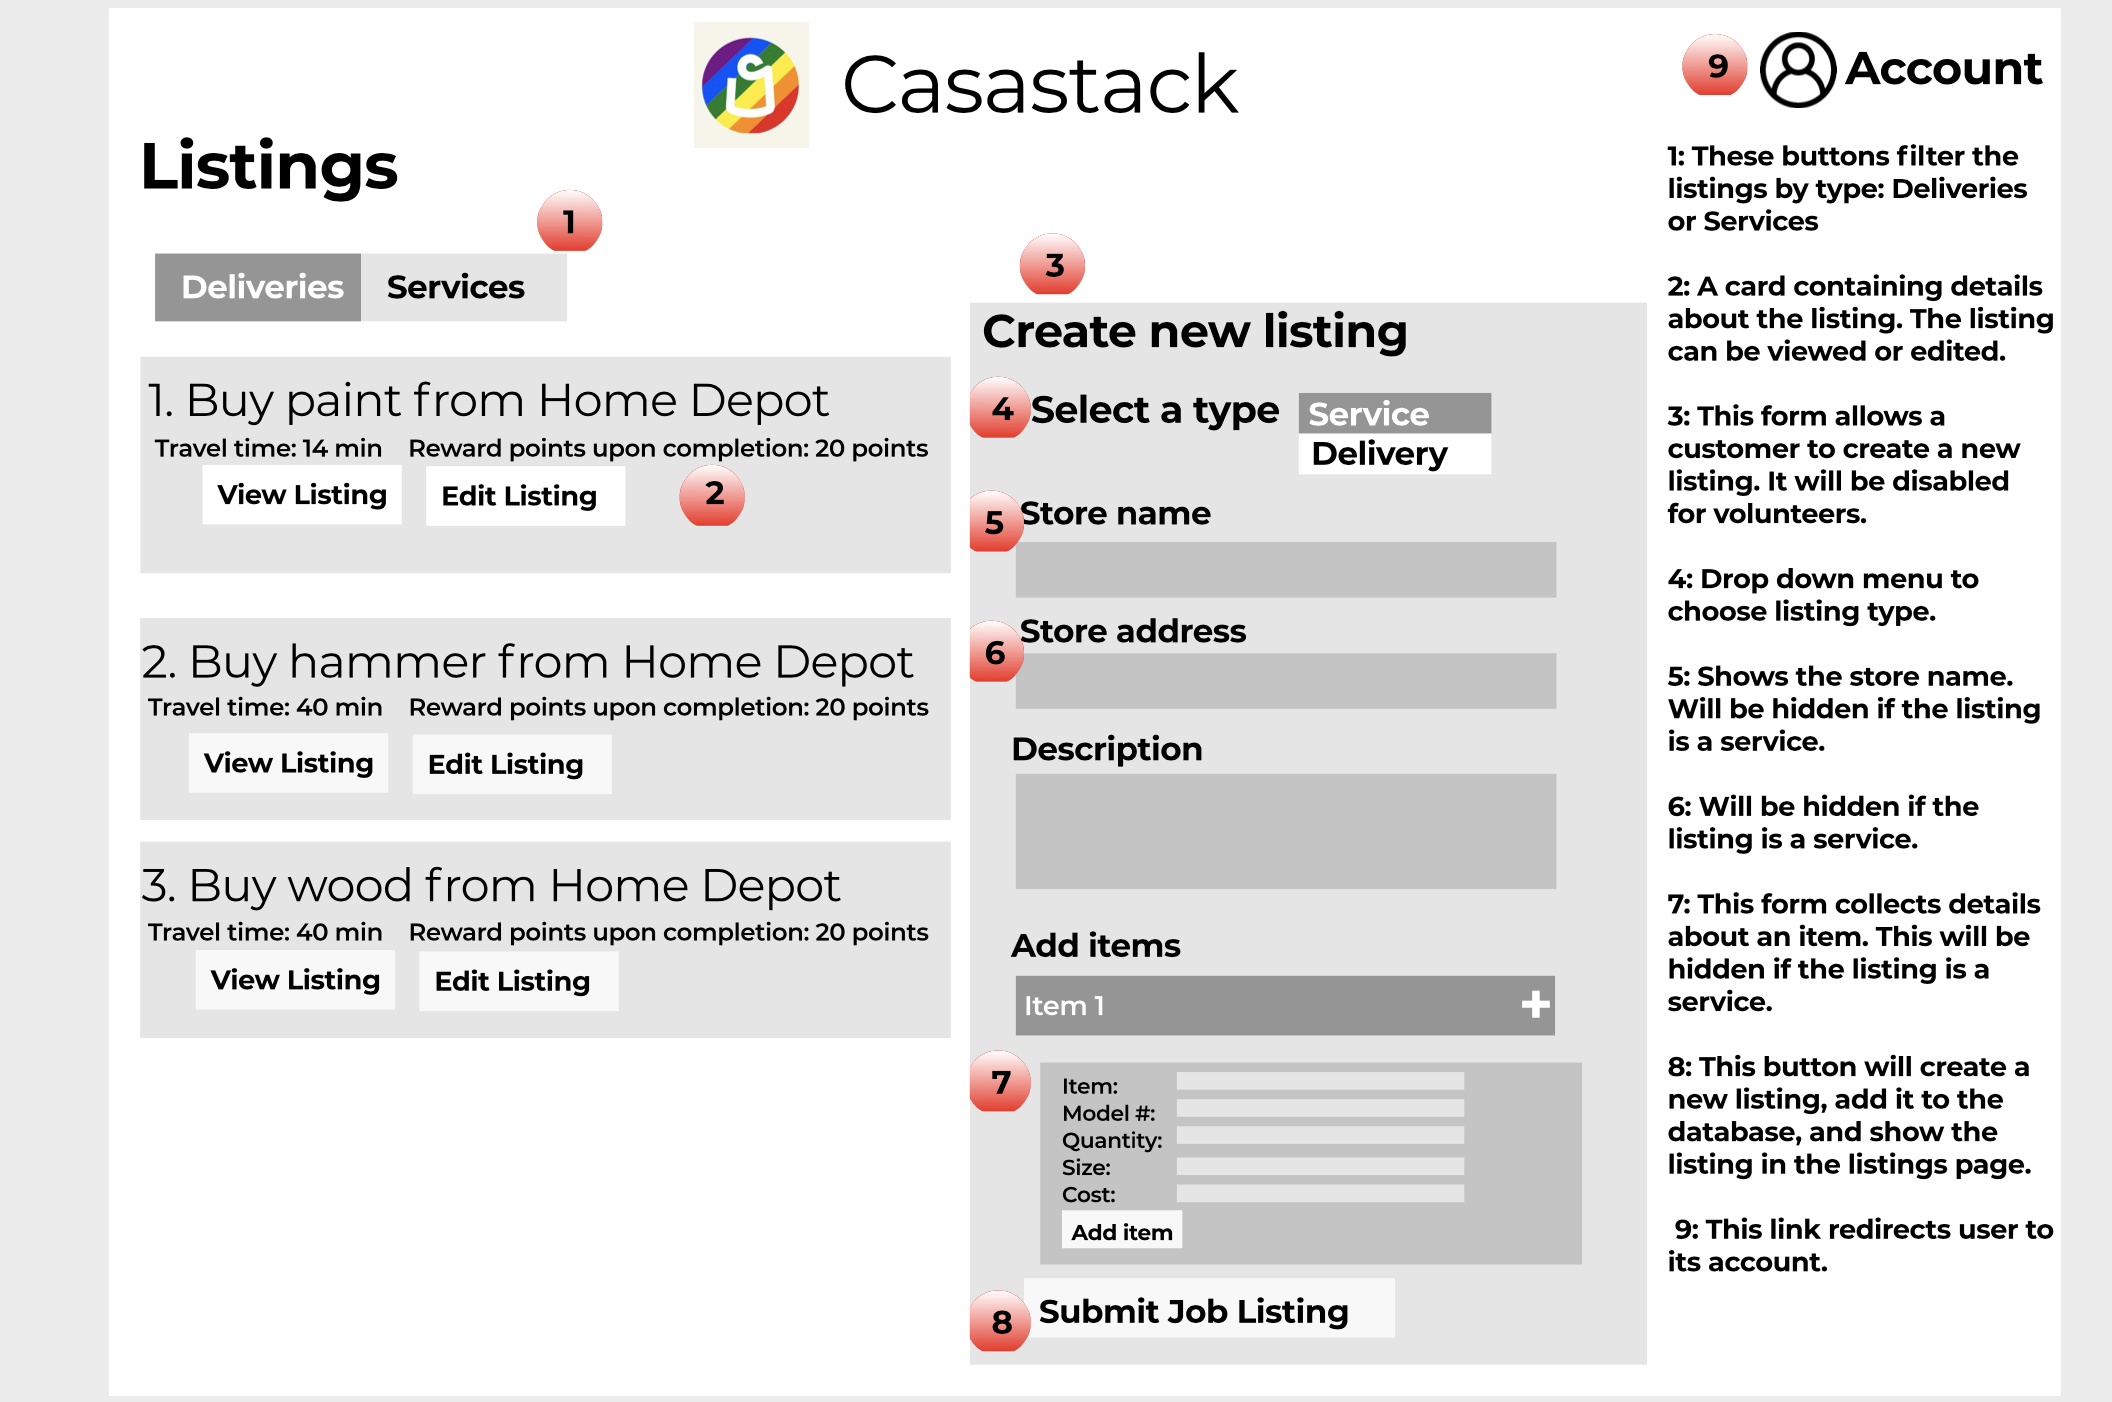 Casastack
9
Account
Listings
1
Deliveries
Services
1. Buy paint from Home Depot
Travel time: 14 min
Reward points upon completion: 20 points
View Listing
Edit Listing
2
2. Buy hammer from Home Depot
Travel time: 40 min
Reward points upon completion: 20 points
View Listing
Edit Listing
3. Buy wood from Home Depot
Travel time: 40 min
Reward points upon completion: 20 points
View Listing
Edit Listing
3
Create new listing
4
Select a type
Service
Delivery
5
Store name
6
Store address
Description
Add items
Item 1
+
7
Item:
Model #:
Quantity:
Size:
Cost:
Add item
8
Submit Job Listing
1: These buttons filter the
listings by type: Deliveries
or Services
2: A card containing details
about the listing. The listing
can be viewed or edited.
3: This form allows a
customer to create a new
listing. It will be disabled
for volunteers.
4: Drop down menu to
choose listing type.
5: Shows the store name.
Will be hidden if the listing
is a service.
6: Will be hidden if the
listing is a service.
7: This form collects details
about an item. This will be
hidden if the listing is a
service.
8: This button will create a
new listing, add it to the
database, and show the
listing in the listings page.
9: This link redirects user to
its account.